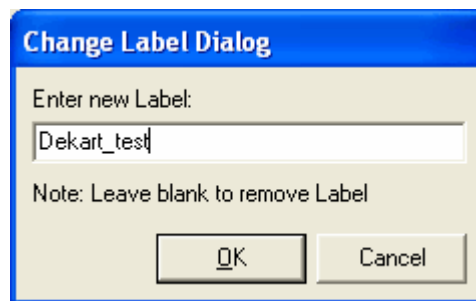 Change Label Dialog
Enter new Label:
Dekart_test
Note: Leave blank to remove Label
OK Cancel